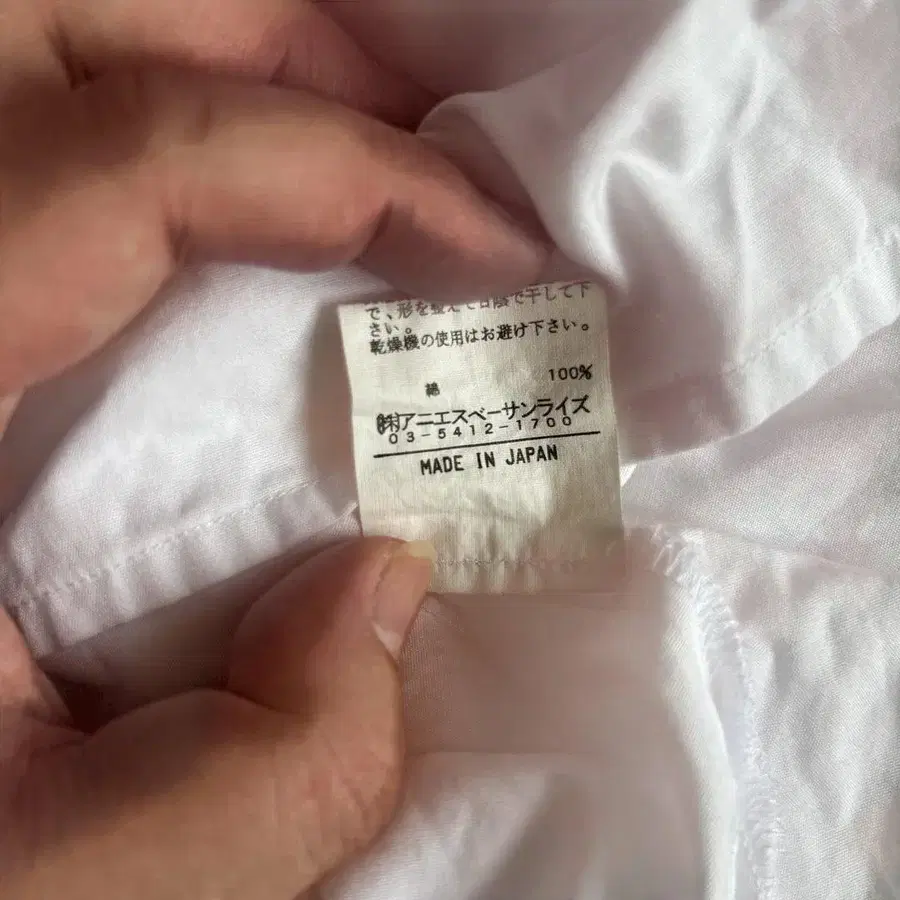 で、形を整えて日陰で干して下
さい。
乾燥機の使用はお避け下さい。
綿 100%
㈱アニエスベーサンライズ
03-5412-1700
MADE IN JAPAN